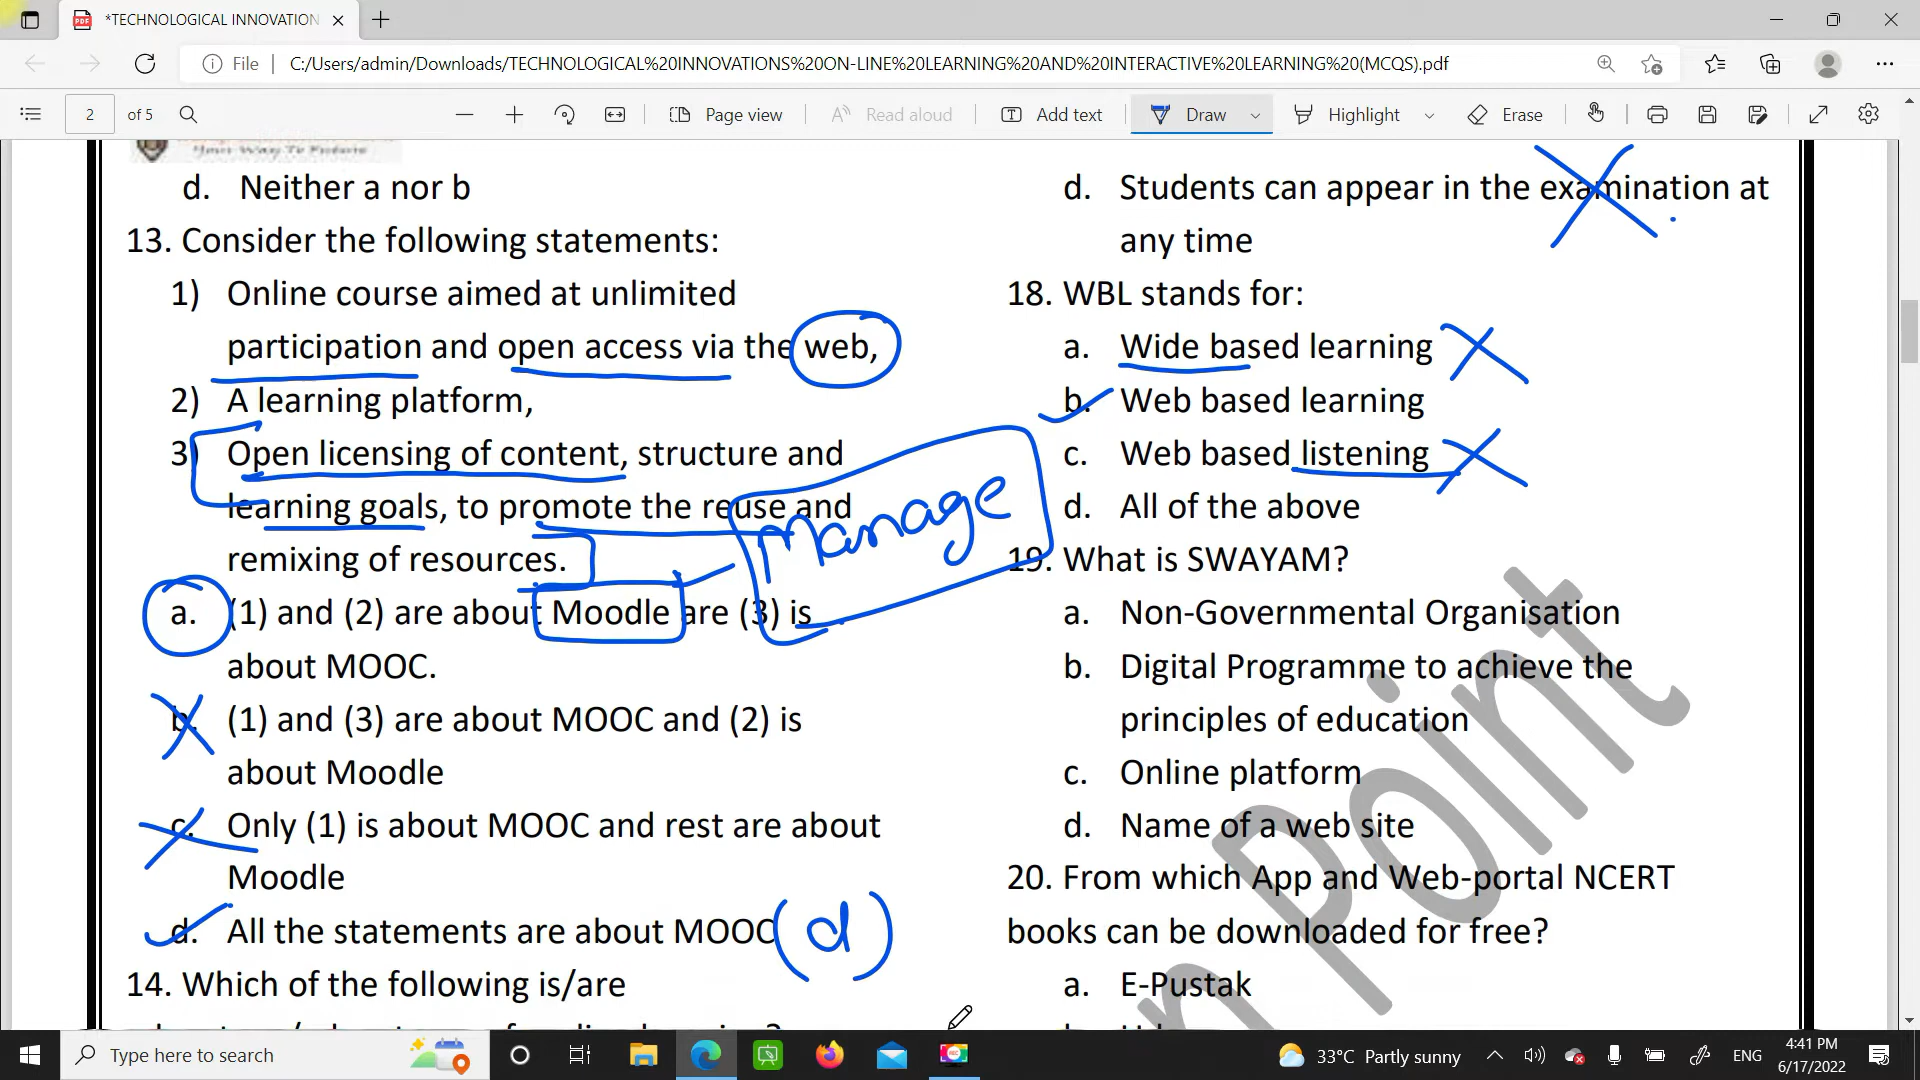 *TECHNOLOGICAL INNOVATION
File
C:/Users/admin/Downloads/TECHNOLOGICAL%20INNOVATIONS%20ON-LINE%20LEARNING%20AND%20INTERACTIVE%20LEARNING%20(MCQS).pdf
2 of 5
Page view
Read aloud
Add text
Draw
Highlight
Erase
Your Way To Future
d. Neither a nor b
13. Consider the following statements:
1) Online course aimed at unlimited
participation and open access via the web,
2) A learning platform,
3) Open licensing of content, structure and
learning goals, to promote the reuse and
remixing of resources.
Manage
a. (1) and (2) are about Moodle are (3) is
about MOOC.
b. (1) and (3) are about MOOC and (2) is
about Moodle
c. Only (1) is about MOOC and rest are about
Moodle
d. All the statements are about MOOC (d)
14. Which of the following is/are
d. Students can appear in the examination at
any time
18. WBL stands for:
a. Wide based learning
b. Web based learning
c. Web based listening
d. All of the above
19. What is SWAYAM?
a. Non-Governmental Organisation
b. Digital Programme to achieve the
principles of education
c. Online platform
d. Name of a web site
20. From which App and Web-portal NCERT
books can be downloaded for free?
a. E-Pustak
n Point
Type here to search
33°C Partly sunny
ENG
4:41 PM
6/17/2022